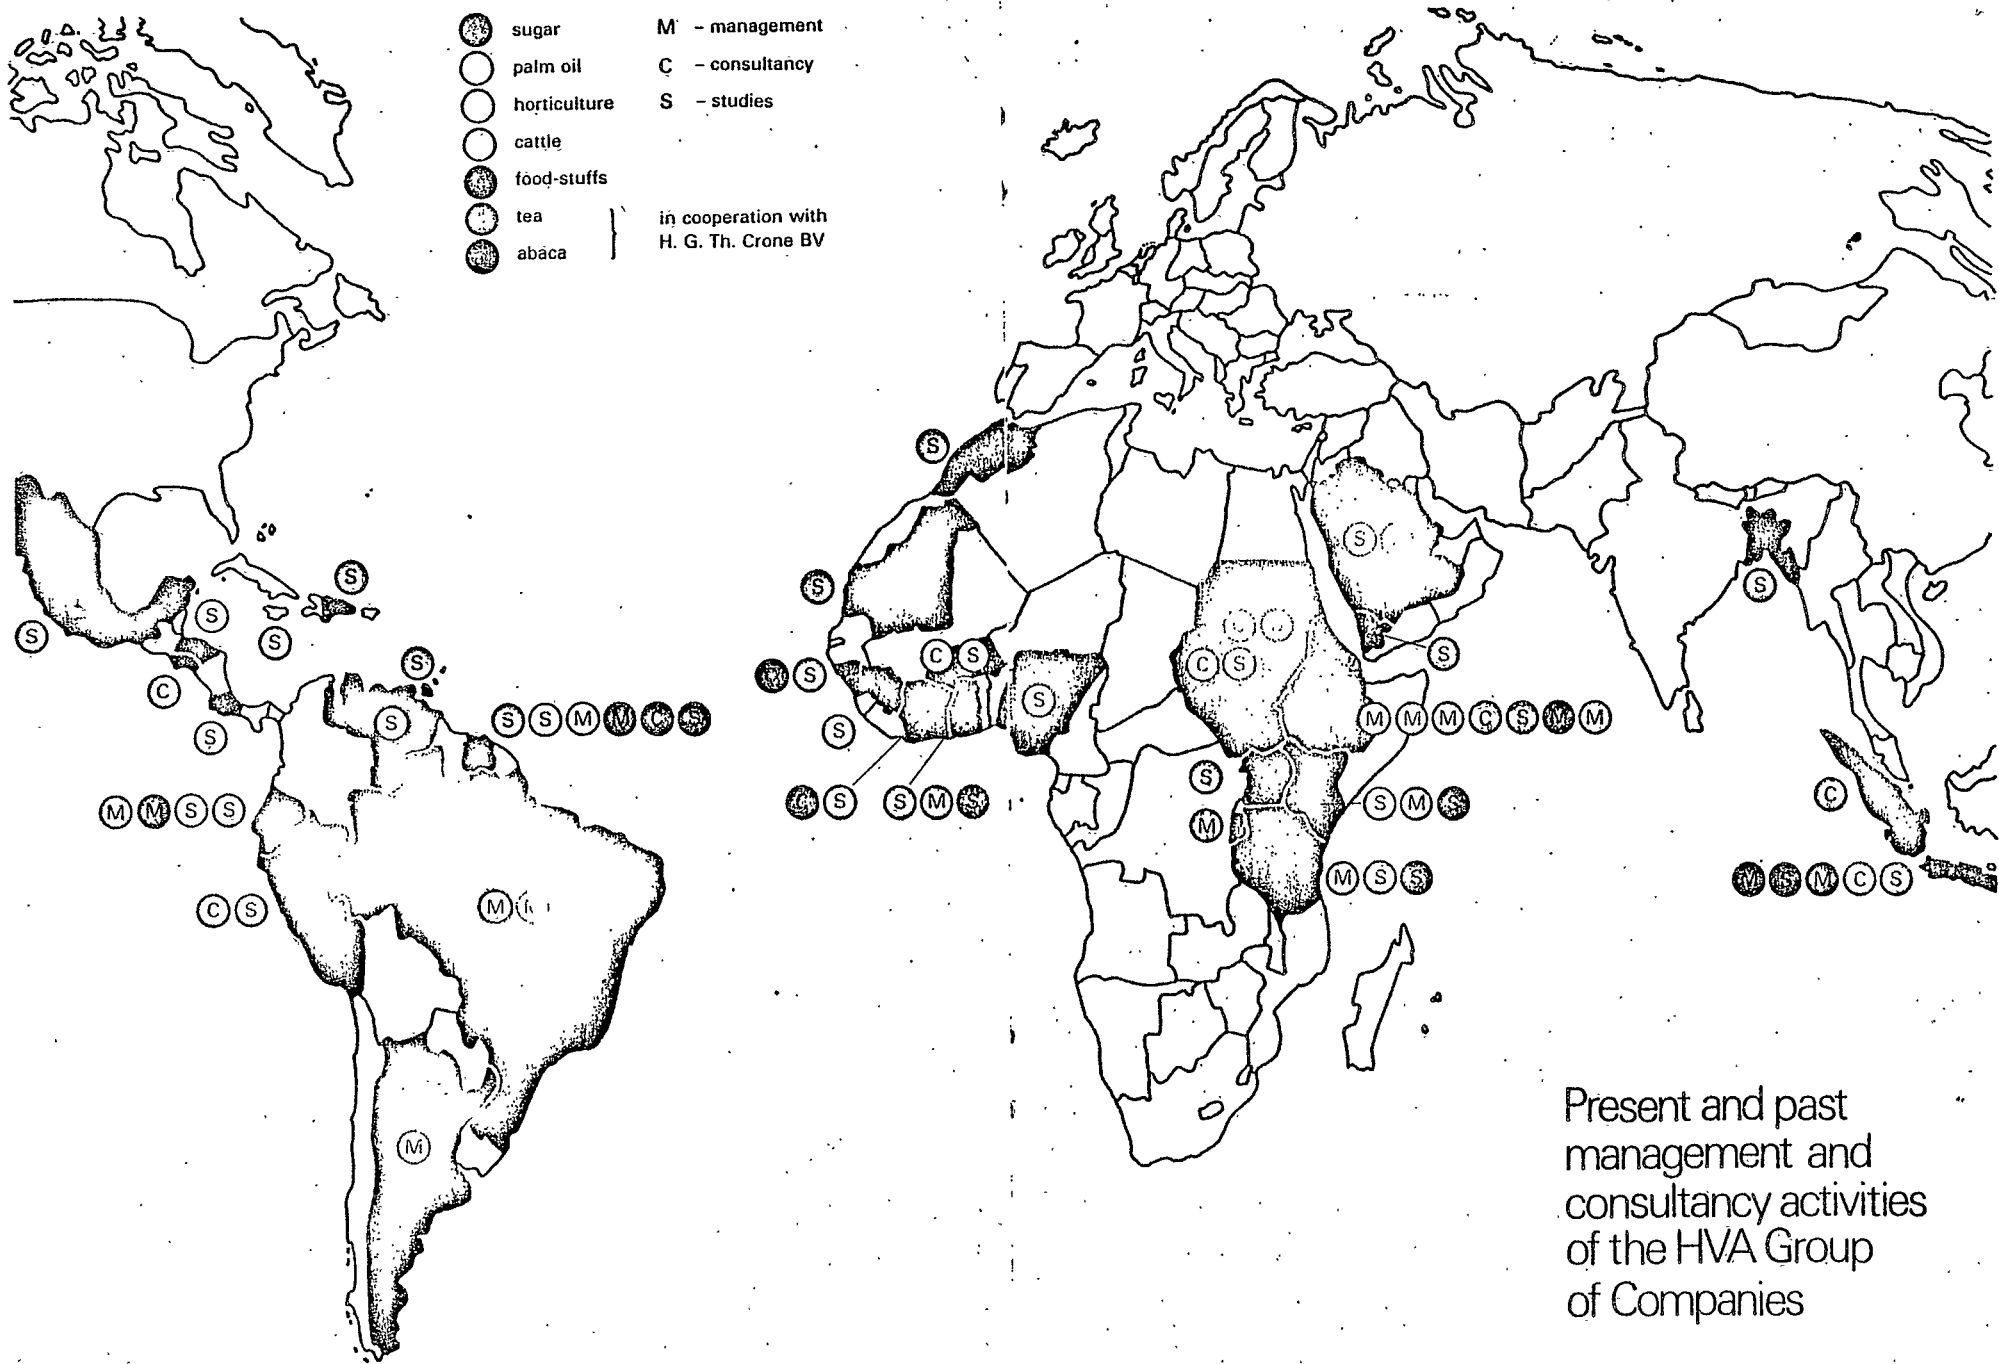 sugar
palm oil
horticulture
cattle
food-stuffs
tea
abaca
M – management
C – consultancy
S – studies
in cooperation with
H. G. Th. Crone BV
S
S
S
S
S
C
S
S
S
S S M M C S
M M S S
C S
M
M
S
S
C S
S
S
S
C S
S M S
S
C S
M M M C S M M
S
S M S
M
M S S
S
S
S
C
M S M C S
Present and past
management and
consultancy activities
of the HVA Group
of Companies